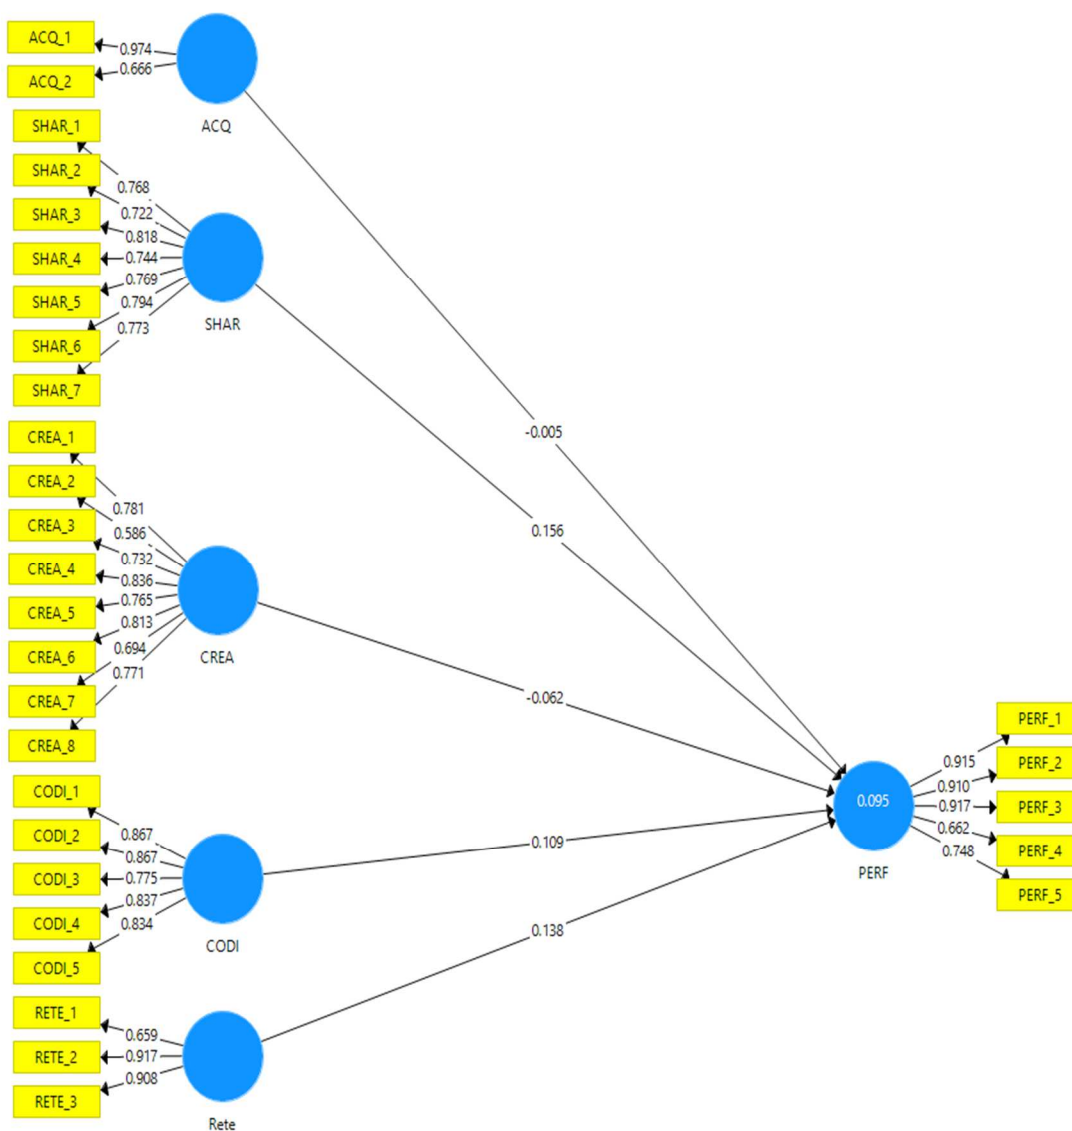 ACQ_1
0.974
ACQ_2
0.666
ACQ
SHAR_1
0.768
SHAR_2
0.722
SHAR_3
0.818
SHAR_4
0.744
SHAR_5
0.769
SHAR_6
0.794
SHAR_7
0.773
SHAR
CREA_1
0.781
CREA_2
0.586
CREA_3
0.732
CREA_4
0.836
CREA_5
0.765
CREA_6
0.813
CREA_7
0.694
CREA_8
0.771
CREA
CODI_1
0.867
CODI_2
0.867
CODI_3
0.775
CODI_4
0.837
CODI_5
0.834
CODI
RETE_1
0.659
RETE_2
0.917
RETE_3
0.908
Rete
-0.005
0.156
-0.062
0.109
0.138
0.095
PERF
PERF_1
0.915
PERF_2
0.910
PERF_3
0.917
PERF_4
0.662
PERF_5
0.748